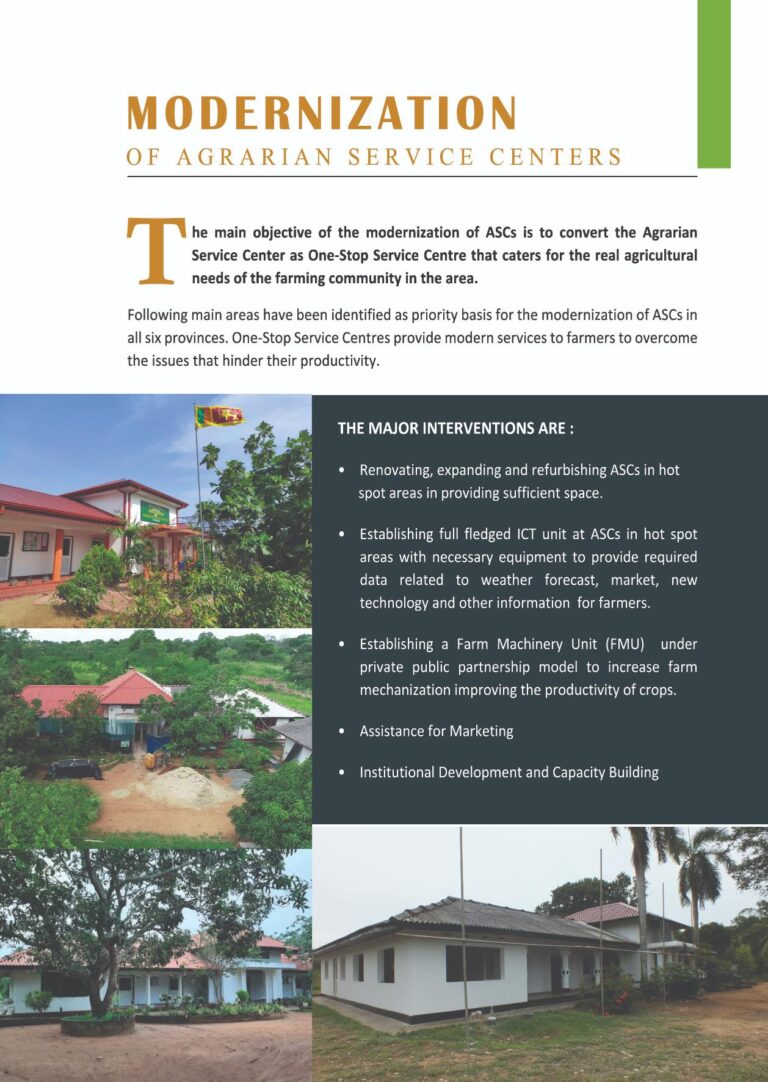 MODERNIZATION
OF AGRARIAN SERVICE CENTERS
The main objective of the modernization of ASCs is to convert the Agrarian
Service Center as One-Stop Service Centre that caters for the real agricultural
needs of the farming community in the area.
Following main areas have been identified as priority basis for the modernization of ASCs in
all six provinces. One-Stop Service Centres provide modern services to farmers to overcome
the issues that hinder their productivity.
THE MAJOR INTERVENTIONS ARE :
• Renovating, expanding and refurbishing ASCs in hot
spot areas in providing sufficient space.
• Establishing full fledged ICT unit at ASCs in hot spot
areas with necessary equipment to provide required
data related to weather forecast, market, new
technology and other information for farmers.
• Establishing a Farm Machinery Unit (FMU) under
private public partnership model to increase farm
mechanization improving the productivity of crops.
• Assistance for Marketing
• Institutional Development and Capacity Building